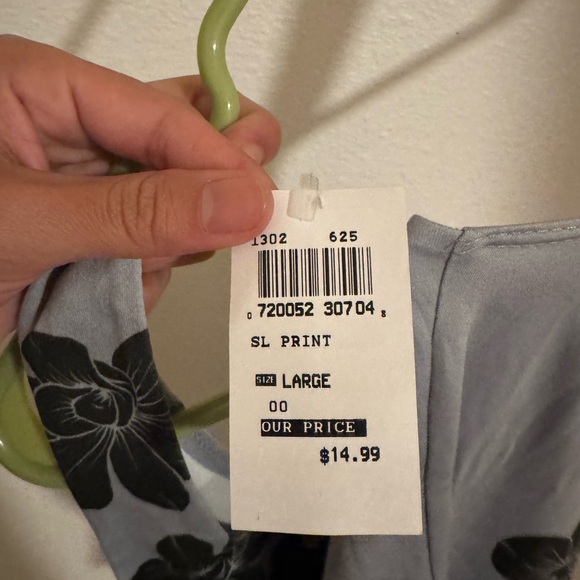 1302 625
0 720052 30704 8
SL PRINT
SIZE LARGE
00
OUR PRICE
$14.99